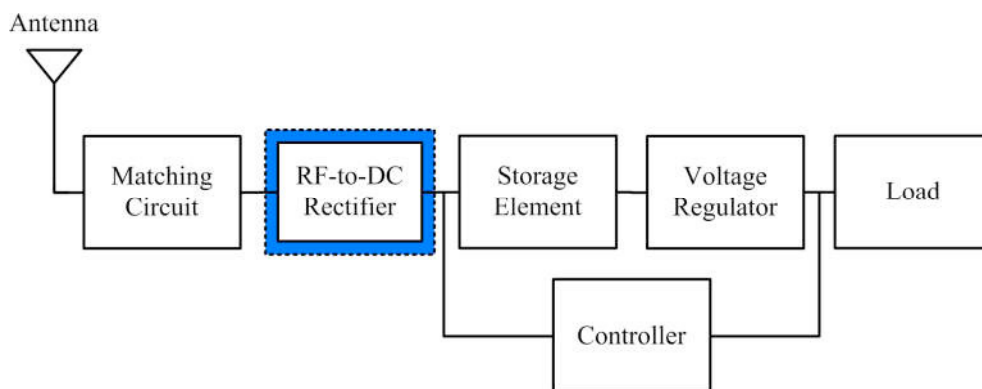 Antenna
Matching
Circuit
RF-to-DC
Rectifier
Storage
Element
Voltage
Regulator
Load
Controller